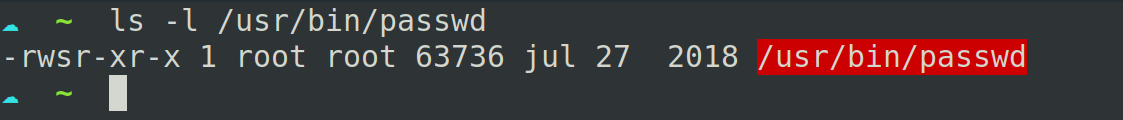 ☁ ~ ls -l /usr/bin/passwd
-rwsr-xr-x 1 root root 63736 jul 27  2018 /usr/bin/passwd
☁ ~